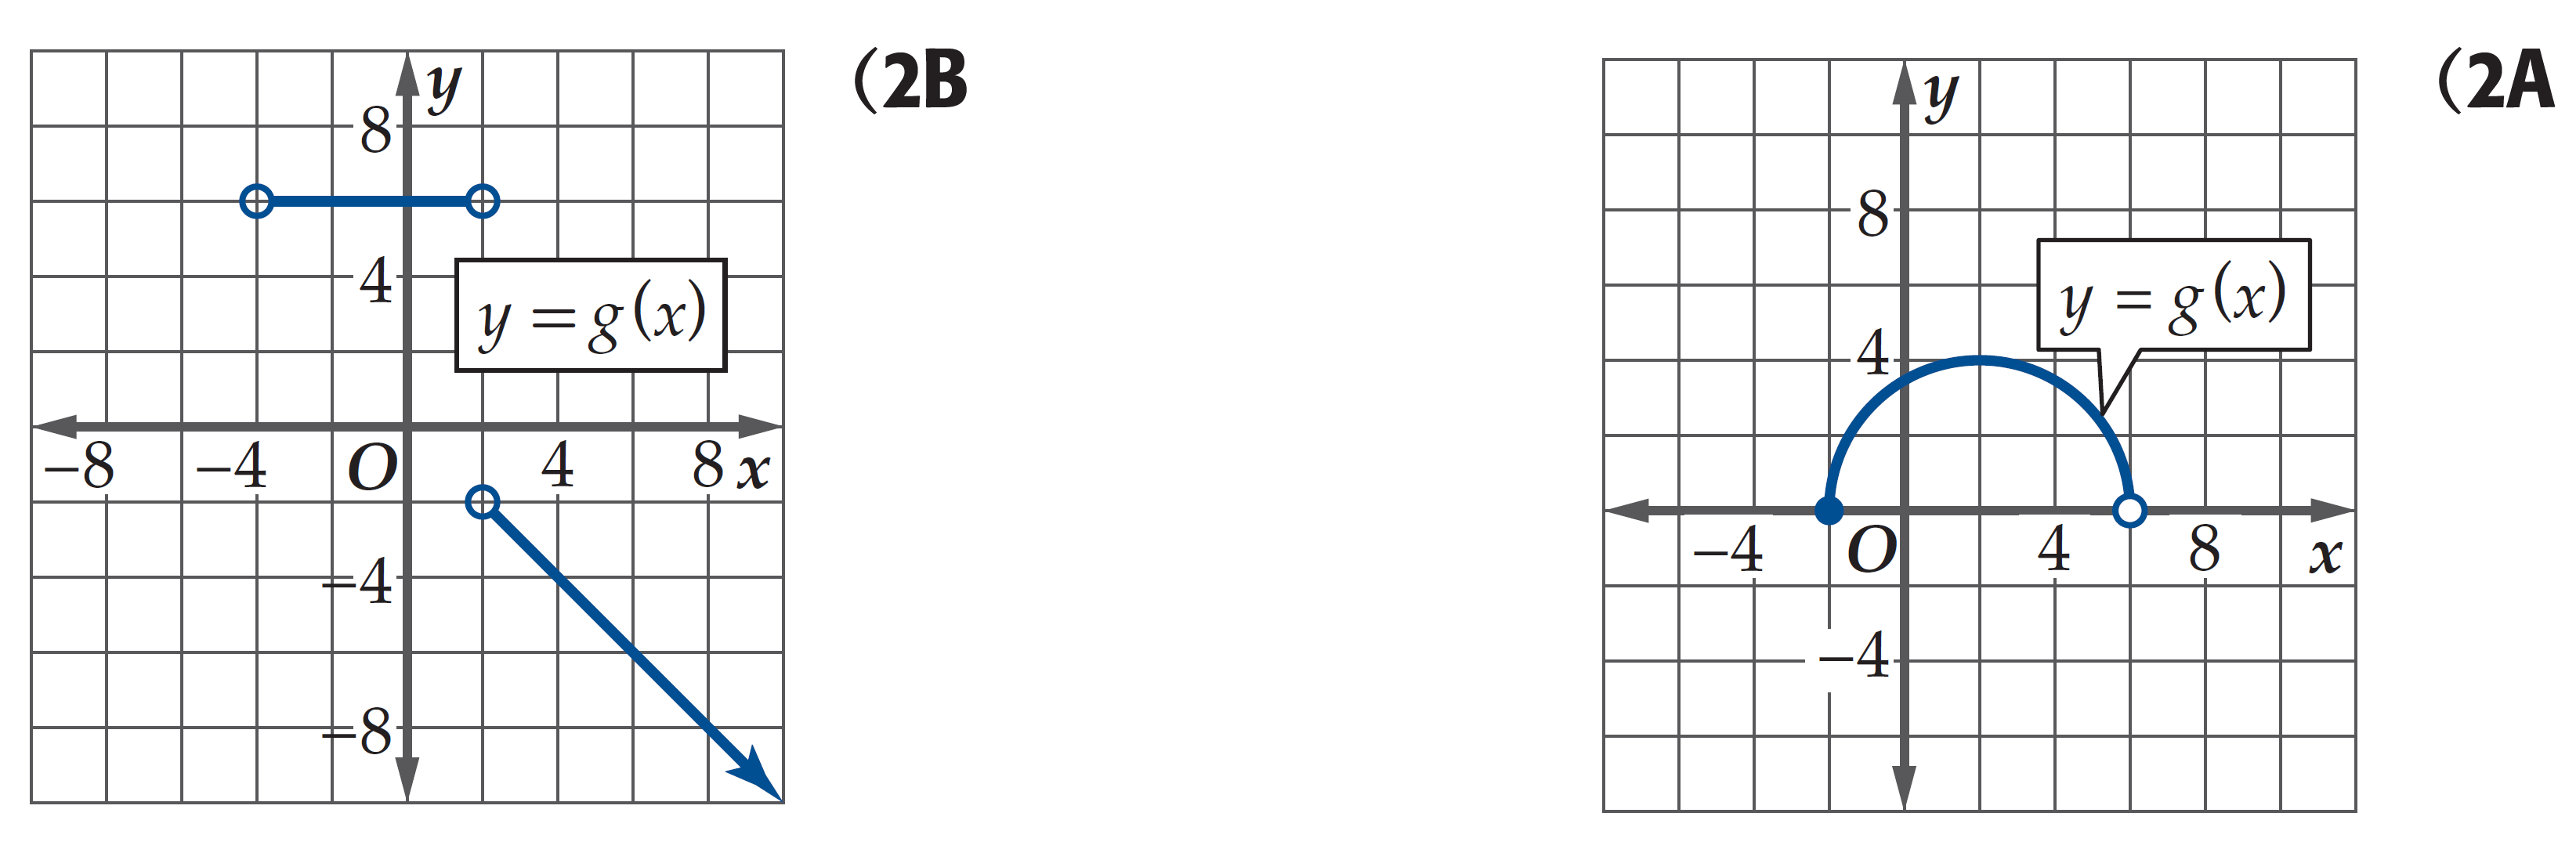 (2A
y
8
y = g(x)
4
-4 O 4 8 x
-4
(2B
y
8
4
y = g(x)
-8 -4 O 4 8 x
-4
-8